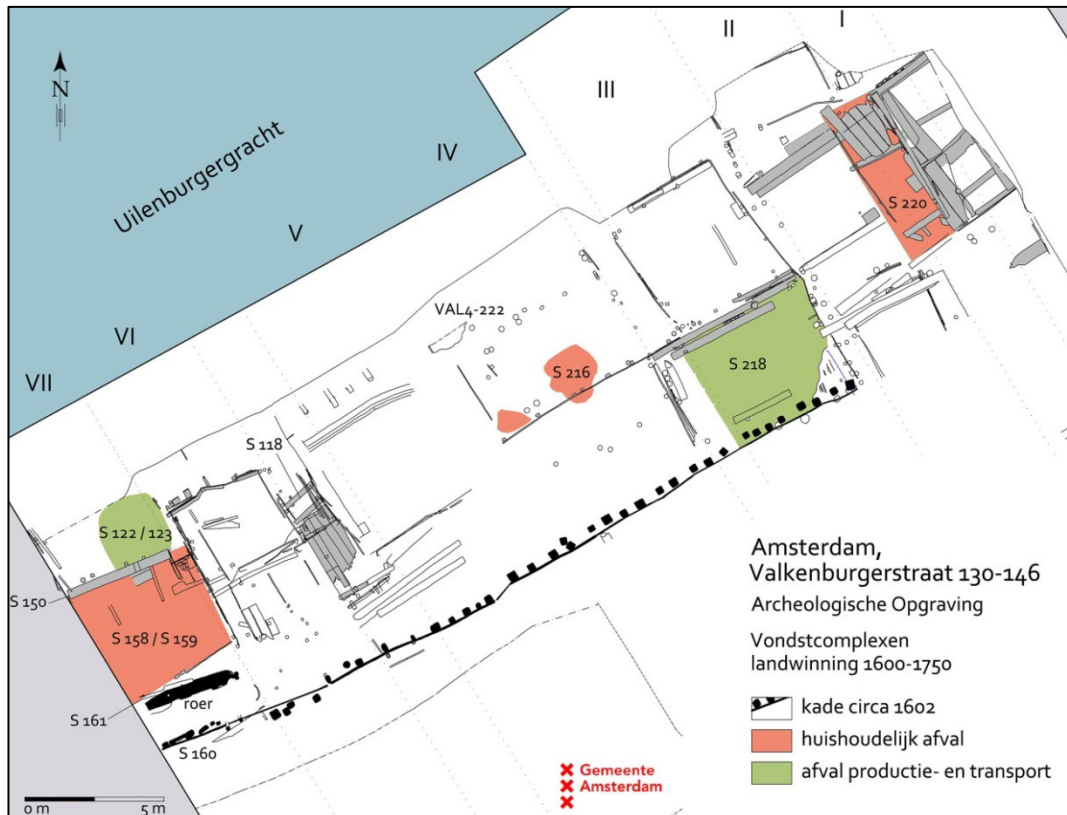 I
II
III
N
IV
Uilenburgergracht
V
S 220
VI
VAL4-222
VII
S 216
S 218
S 118
S 122 / 123
S 150
S 158 / S 159
roer
S 161
S 160
Amsterdam,
Valkenburgerstraat 130-146
Archeologische Opgraving
Vondstcomplexen
landwinning 1600-1750
kade circa 1602
huishoudelijk afval
afval productie- en transport
Gemeente
Amsterdam
0 m 5 m